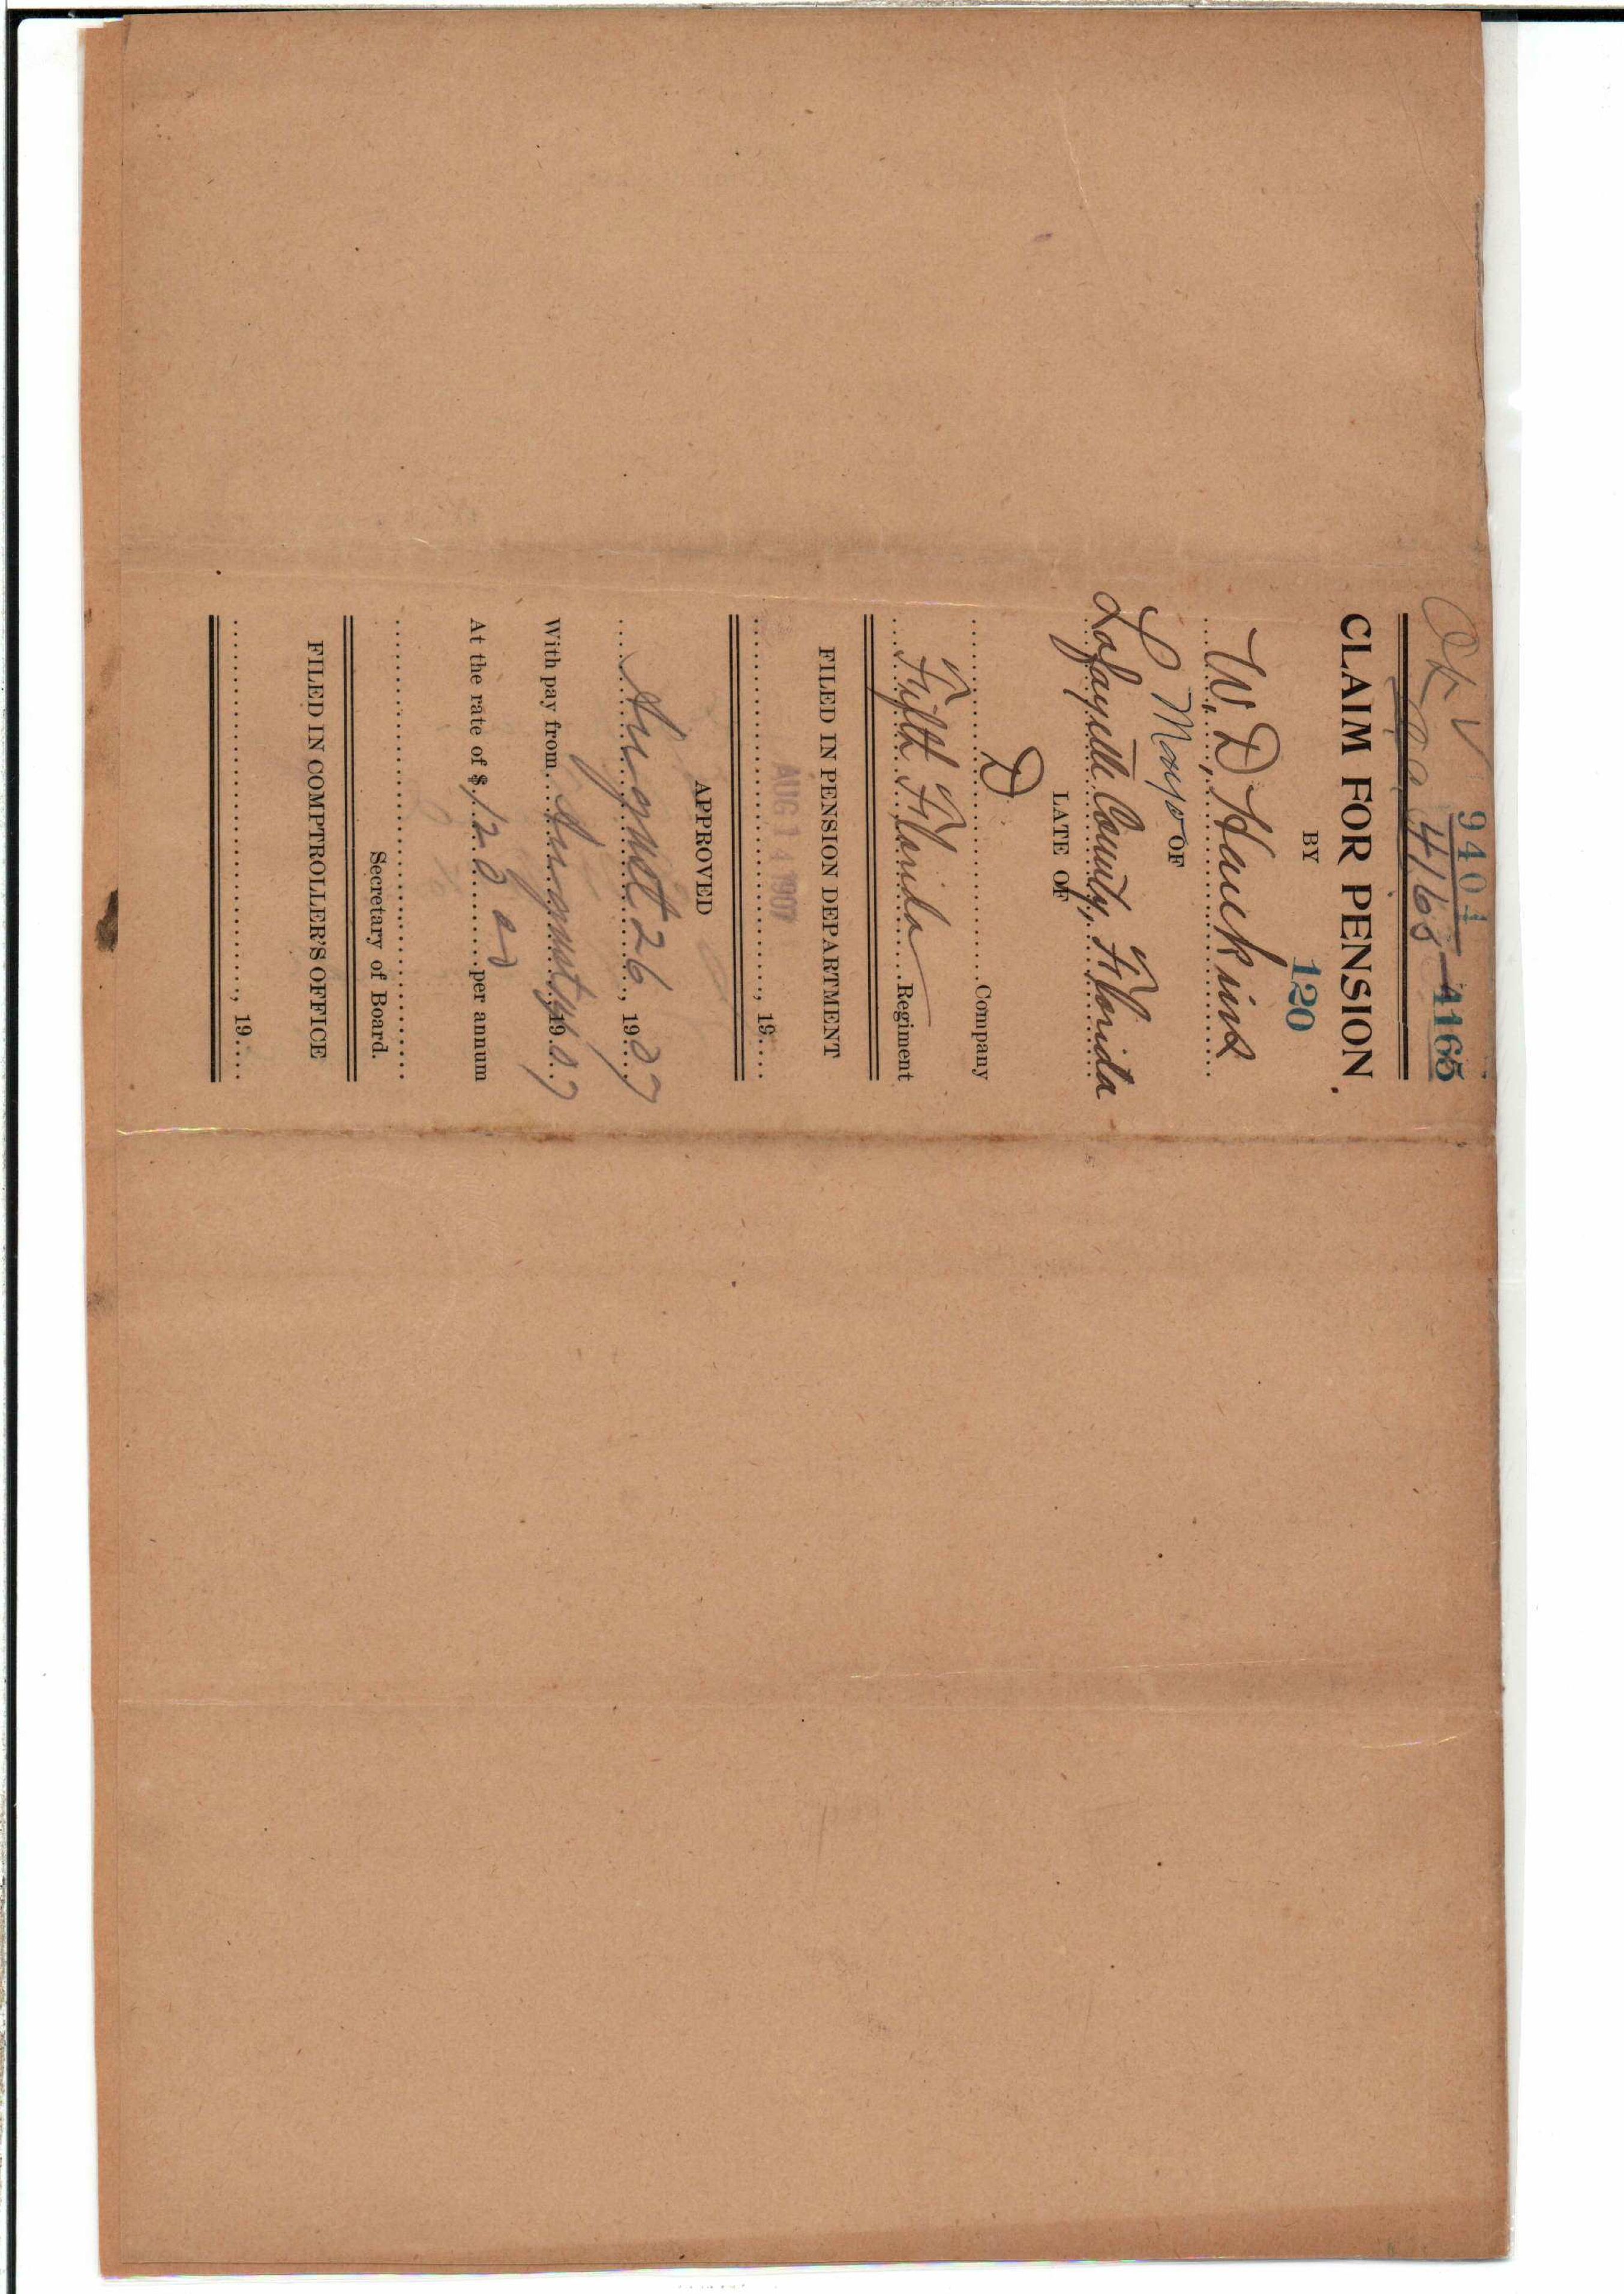 9404
4165
4165
CLAIM FOR PENSION
BY
120
W. D. Hawkins
OF
Mayo
Lafayette County, Florida
LATE OF
D Company
Fifth Florida Regiment
FILED IN PENSION DEPARTMENT
AUG 14 1907
, 19
APPROVED
August 26, 1907
With pay from August 14, 1907
At the rate of $ 120 00 per annum
Secretary of Board.
FILED IN COMPTROLLER'S OFFICE
, 19